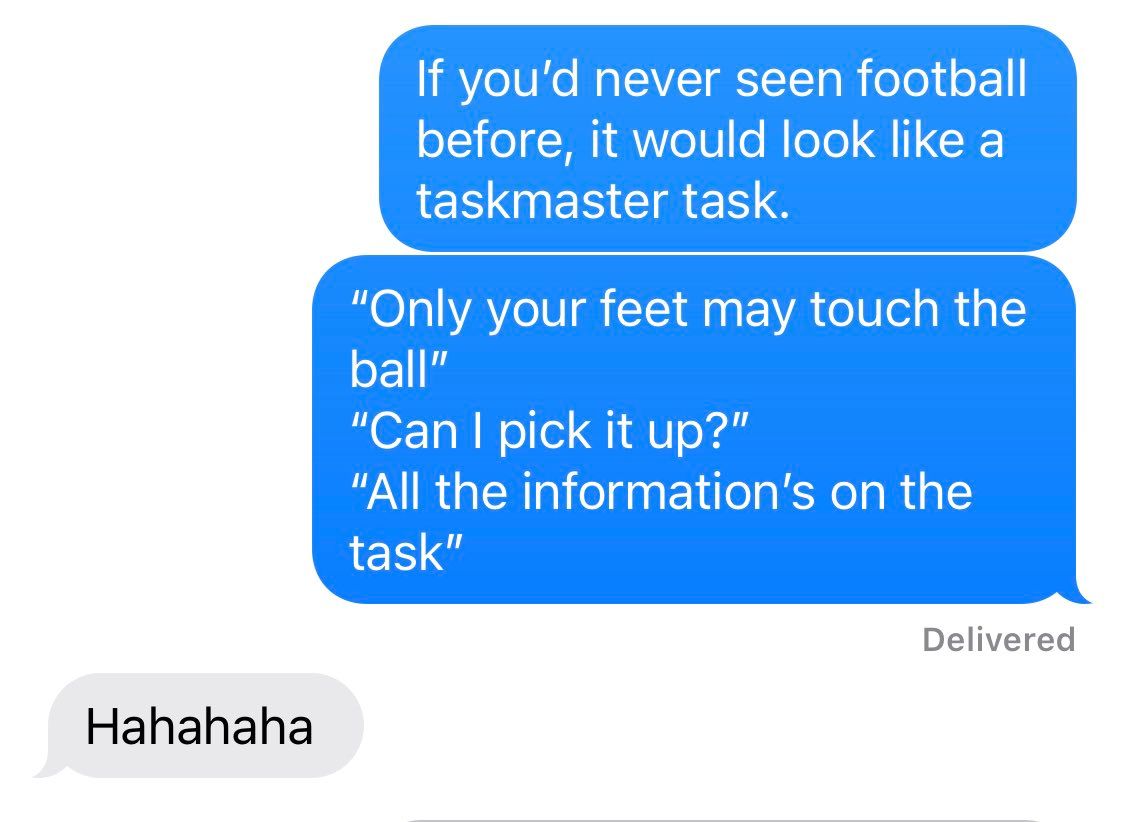 If you’d never seen football
before, it would look like a
taskmaster task.
“Only your feet may touch the
ball”
“Can I pick it up?”
“All the information’s on the
task”
Delivered
Hahahaha